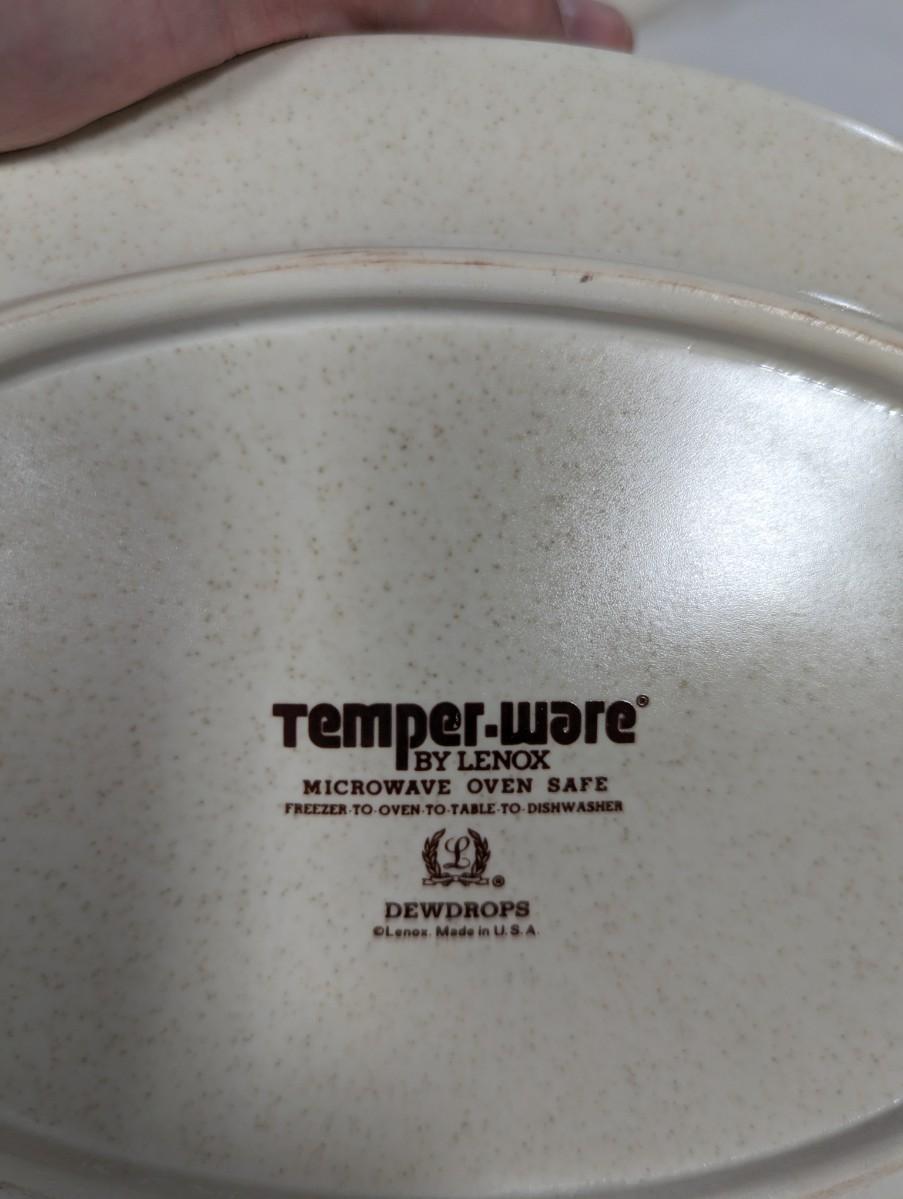 Temper-ware®
BY LENOX
MICROWAVE OVEN SAFE
FREEZER·TO·OVEN·TO·TABLE·TO·DISHWASHER
L
®
DEWDROPS
©Lenox. Made in U.S.A.